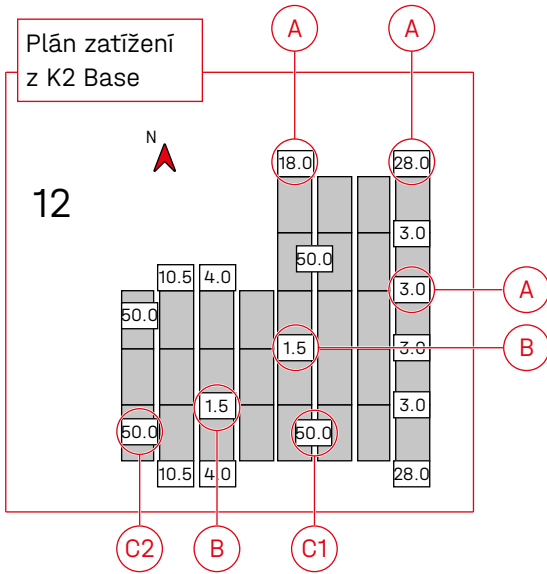 A A
Plán zatížení
z K2 Base
N
12
18.0 28.0
3.0
50.0
10.5 4.0
3.0 A
50.0
1.5 3.0 B
1.5 3.0
50.0 50.0
10.5 4.0 28.0
C2 B C1